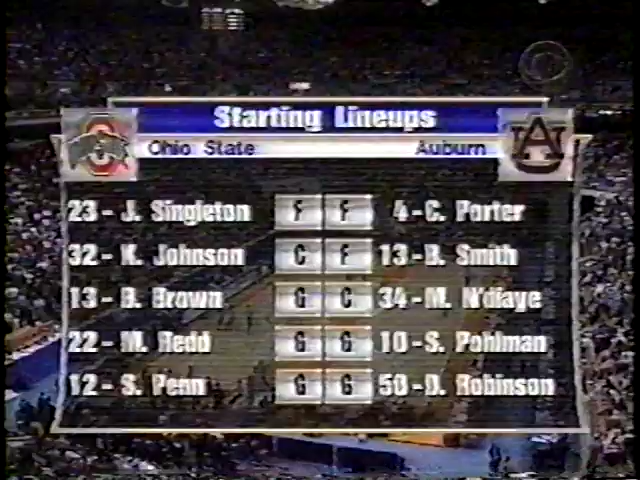 Starting Lineups
Ohio State Auburn
23 - J. Singleton F F 4 - C. Porter
32 - K. Johnson C F 13 - B. Smith
13 - B. Brown G C 34 - M. N'diaye
22 - M. Redd G G 10 - S. Pohlman
12 - S. Penn G G 50 - D. Robinson